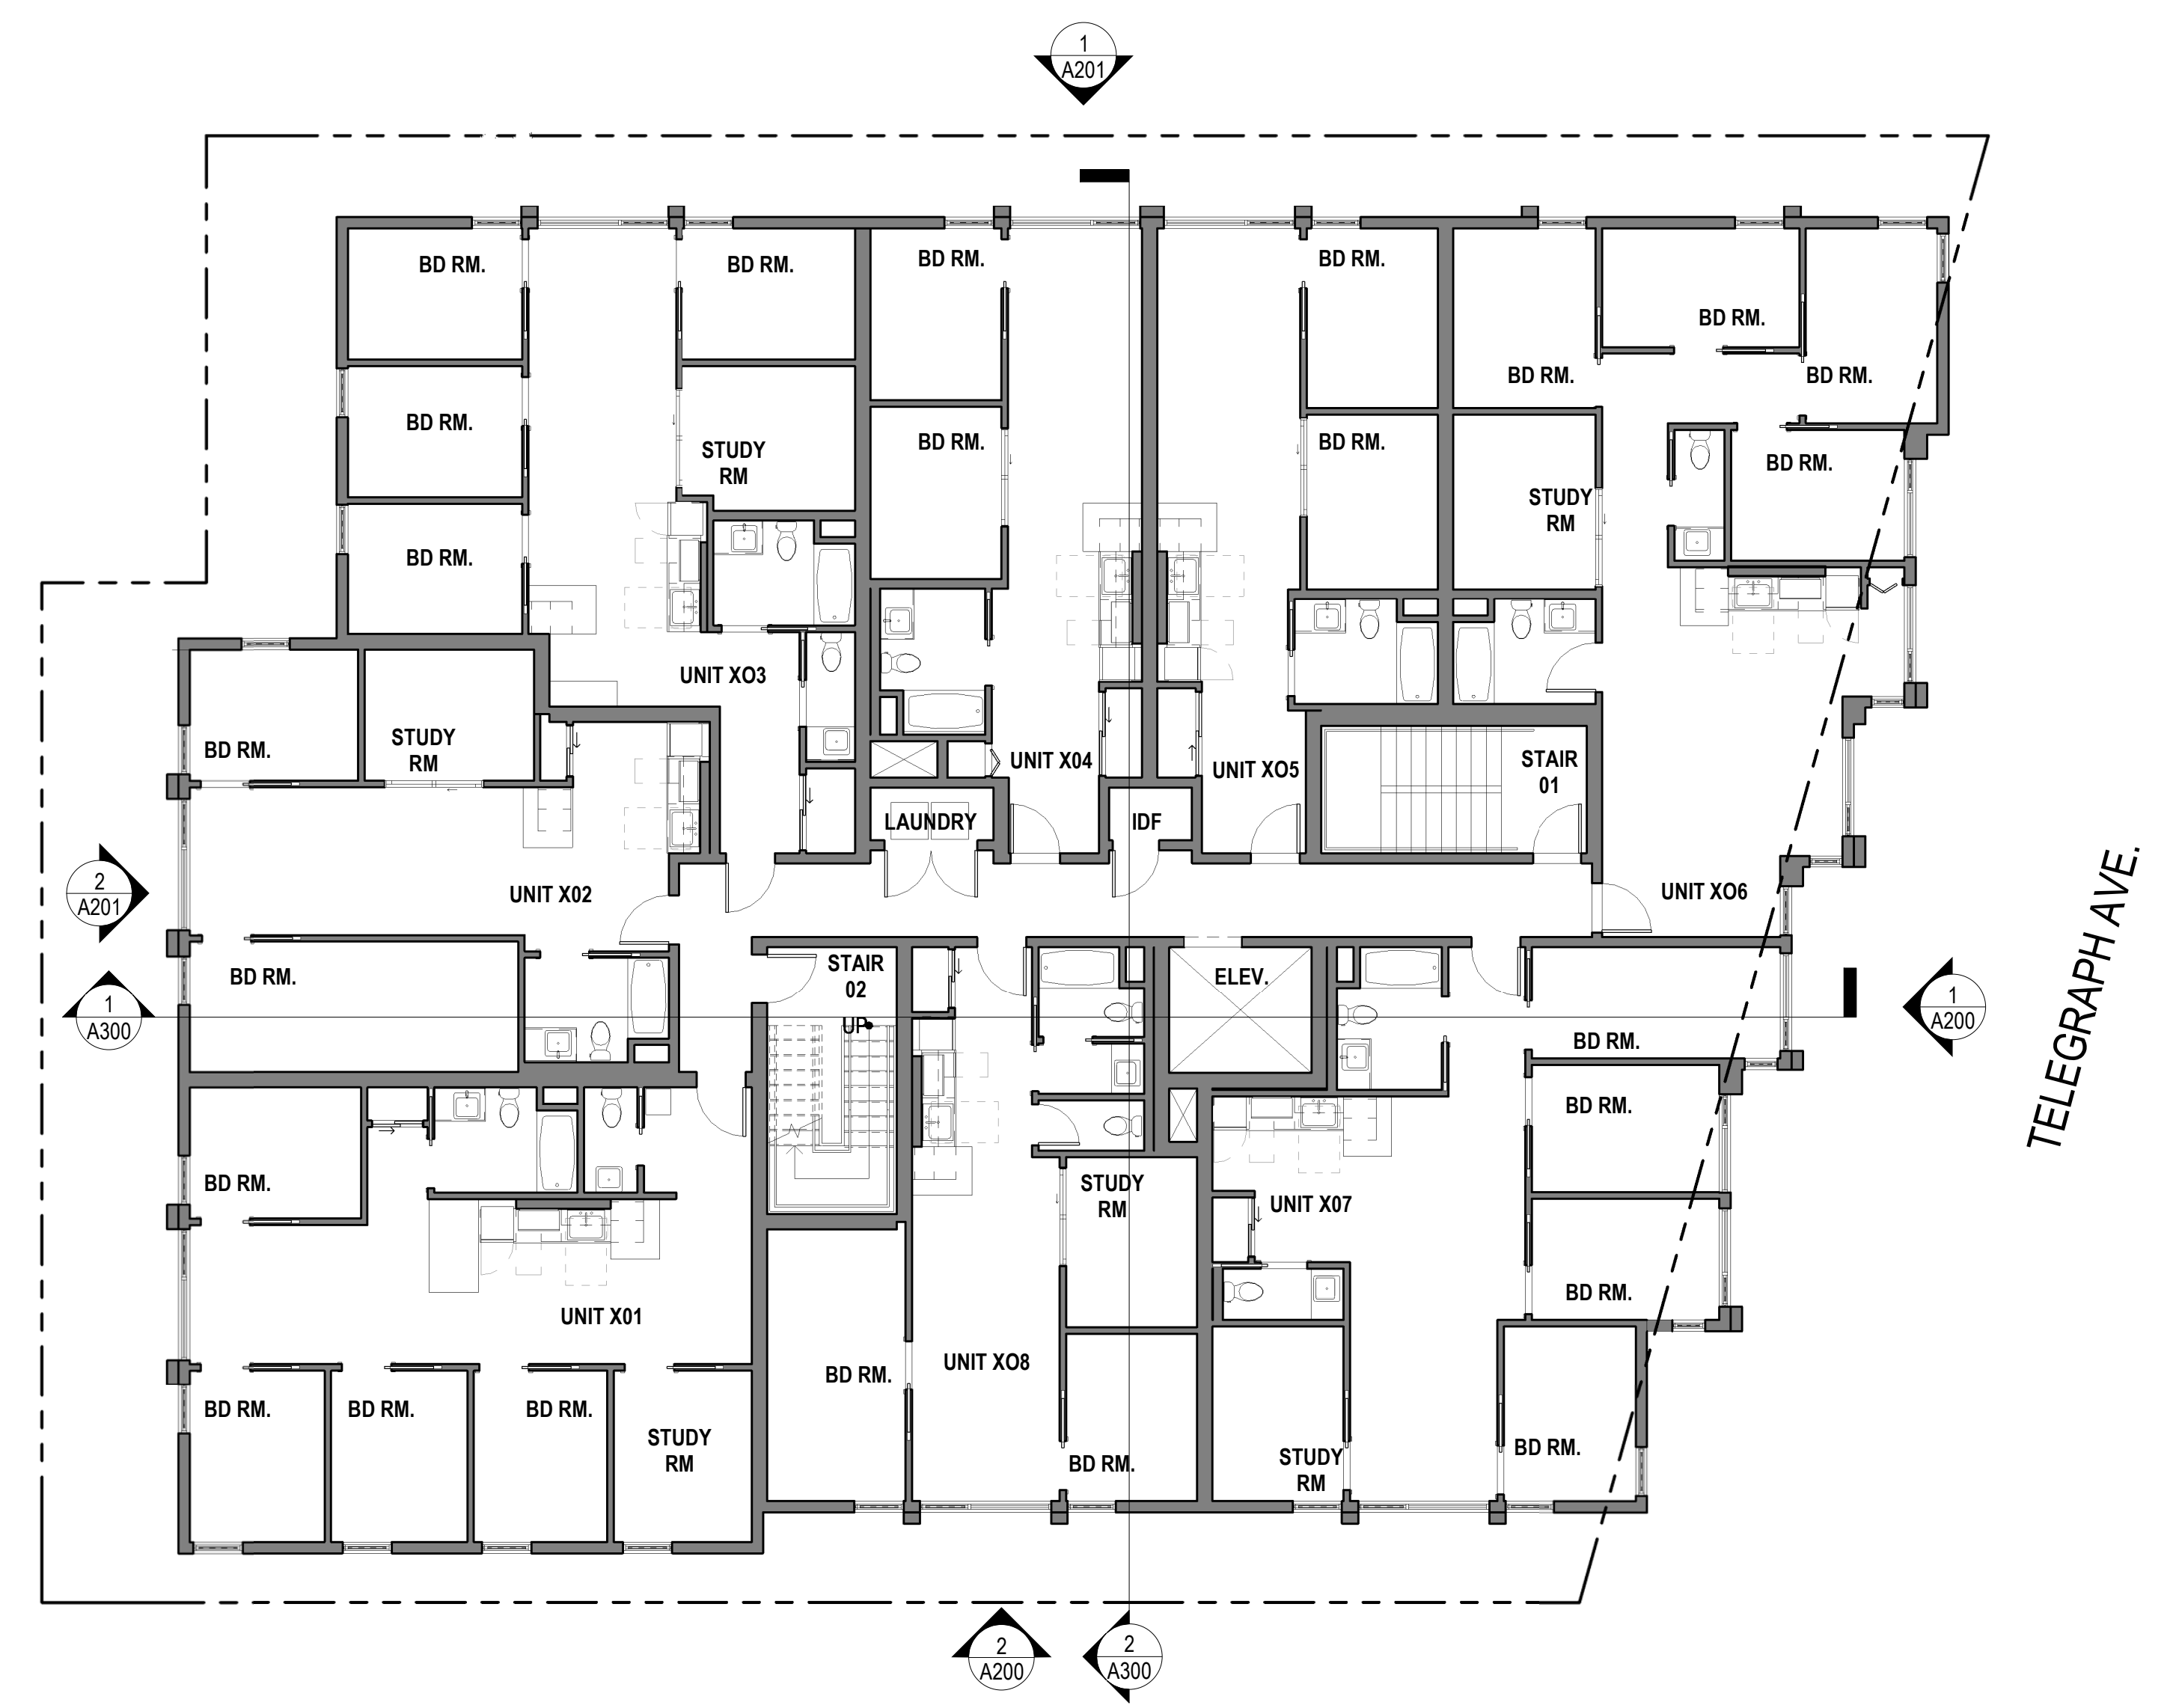 1
A201
BD RM.
BD RM.
BD RM.
BD RM.
BD RM.
BD RM.
BD RM.
BD RM.
BD RM.
BD RM.
BD RM.
BD RM.
STUDY
RM
BD RM.
STUDY
RM
BD RM.
UNIT XO3
BD RM.
STUDY
RM
UNIT X04
UNIT XO5
STAIR
01
LAUNDRY
IDF
2
A201
UNIT X02
UNIT XO6
TELEGRAPH AVE.
BD RM.
STAIR
02
UP
ELEV.
1
A300
1
A200
BD RM.
BD RM.
BD RM.
STUDY
RM
UNIT X07
BD RM.
UNIT X01
UNIT XO8
BD RM.
BD RM.
BD RM.
BD RM.
STUDY
RM
BD RM.
STUDY
RM
BD RM.
2
A200
2
A300